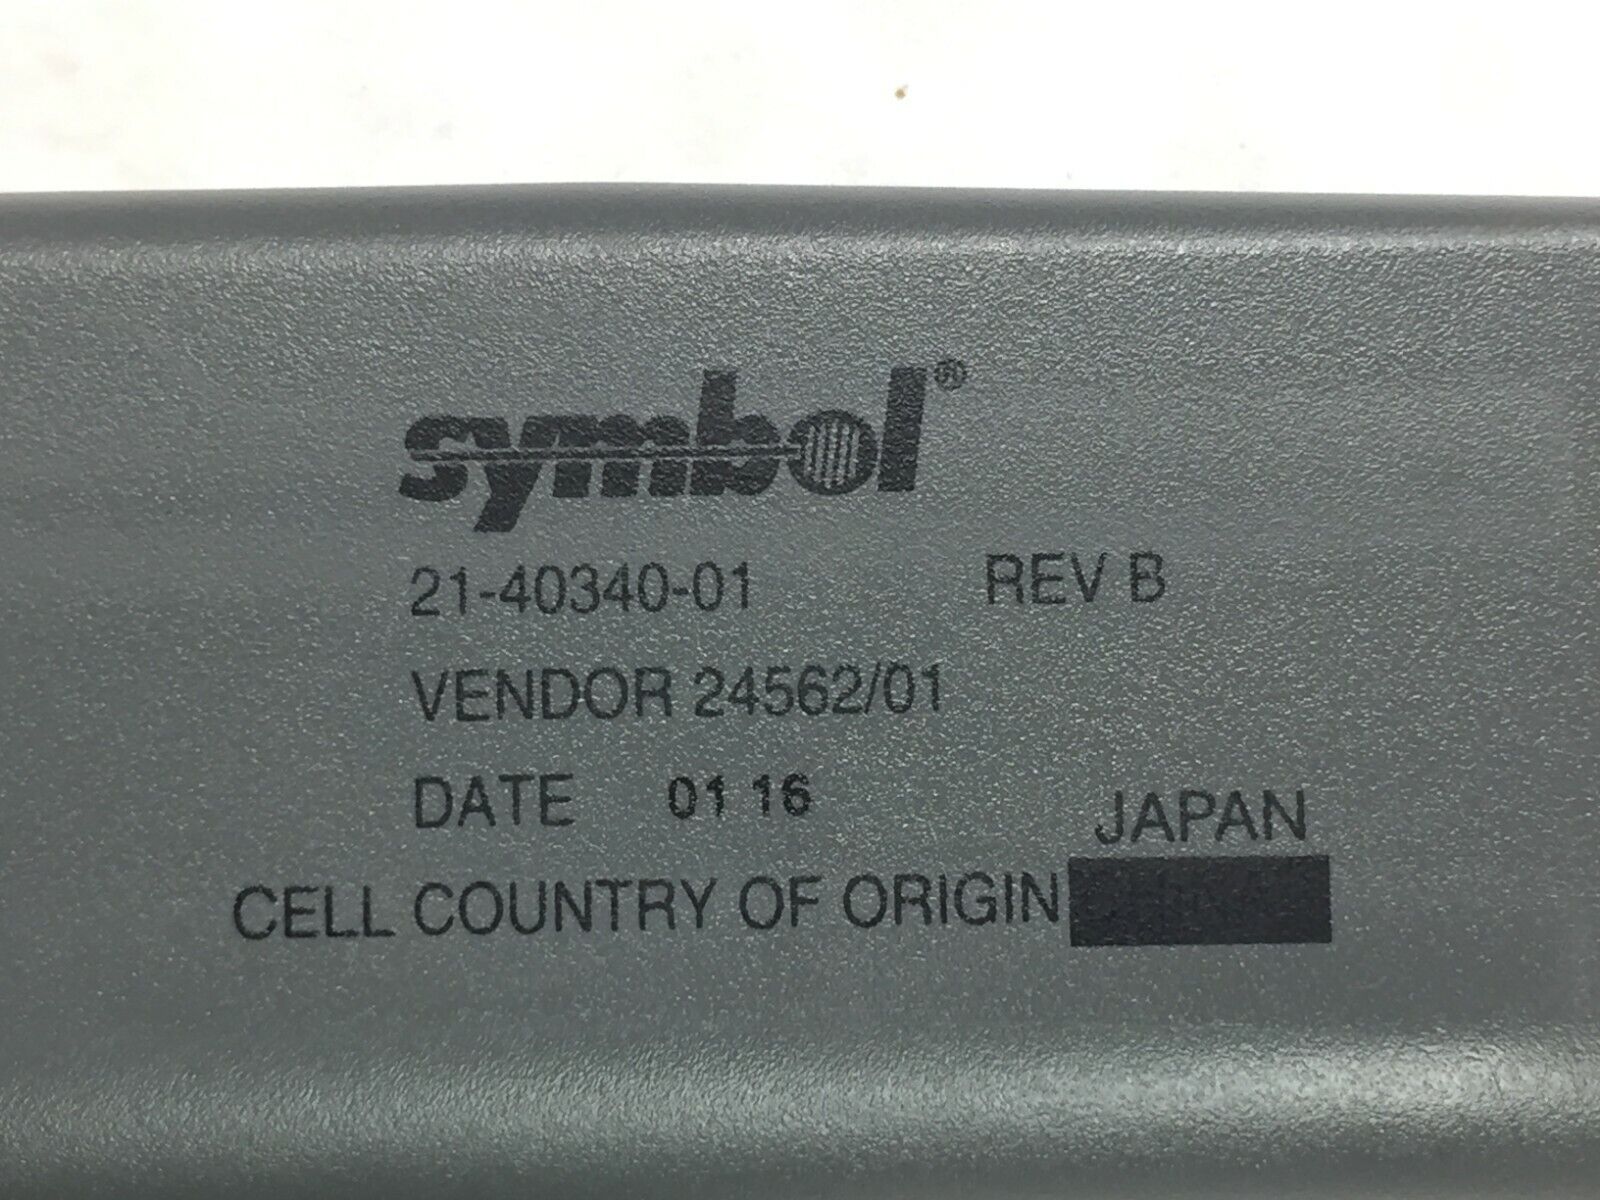 symbol®
21-40340-01 REV B
VENDOR 24562/01
DATE 01 16
JAPAN
CELL COUNTRY OF ORIGIN